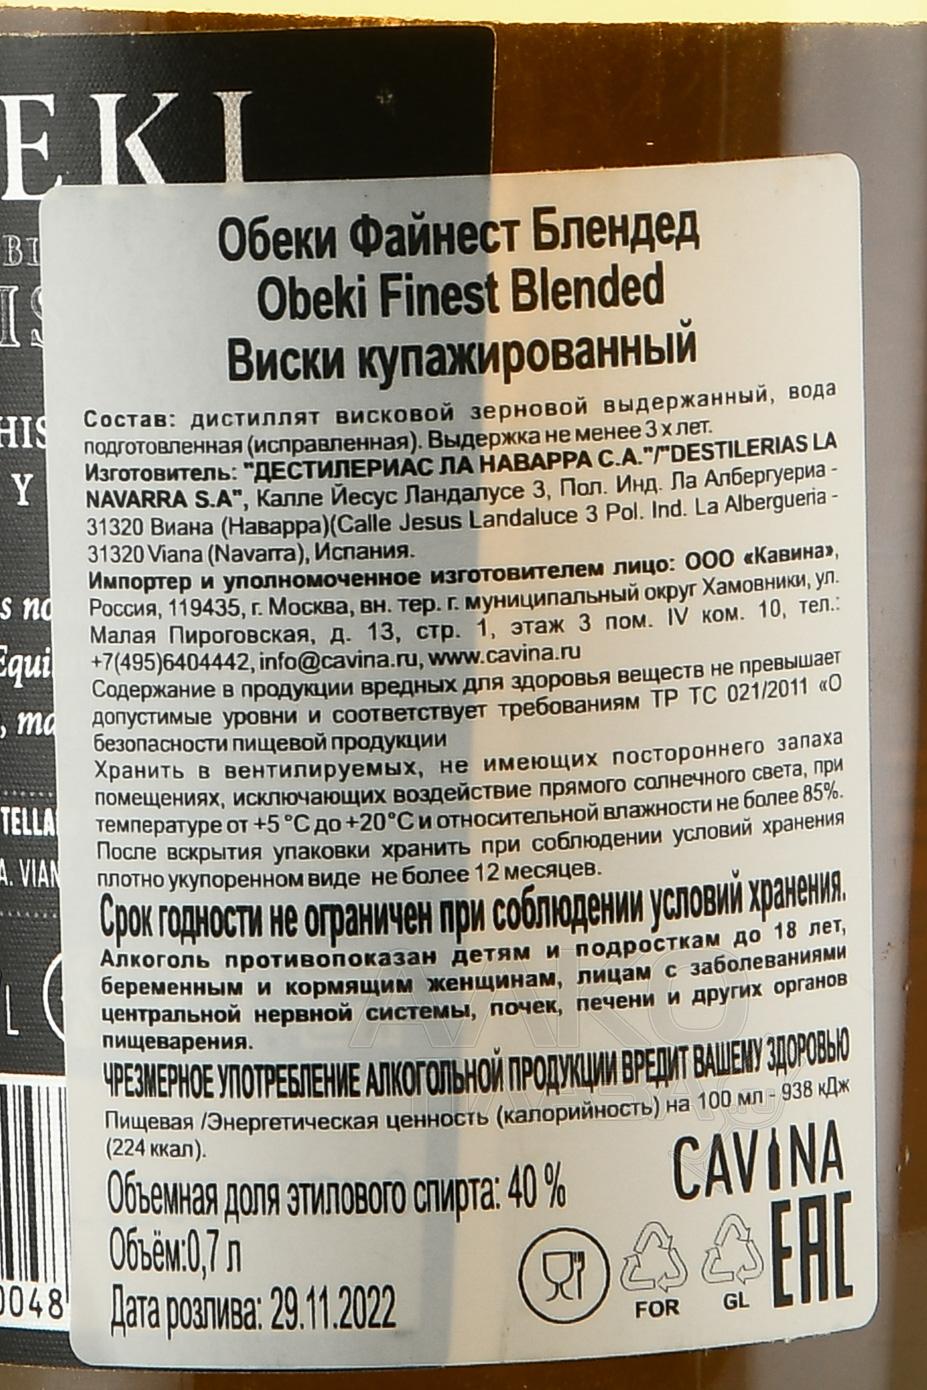 EKI
Обеки Файнест Блендед
Obeki Finest Blended
Виски купажированный
Состав: дистиллят висковой зерновой выдержанный, вода
подготовленная (исправленная). Выдержка не менее 3 х лет.
Изготовитель: "ДЕСТИЛЕРИАС ЛА НАВАРРА С.А."/"DESTILERIAS LA
NAVARRA S.A", Калле Йесус Ландалусе 3, Пол. Инд. Ла Албергуериа -
31320 Виана (Наварра)(Calle Jesus Landaluce 3 Pol. Ind. La Albergueria -
31320 Viana (Navarra), Испания.
Импортер и уполномоченное изготовителем лицо: ООО «Кавина»,
Россия, 119435, г. Москва, вн. тер. г. муниципальный округ Хамовники, ул.
Малая Пироговская, д. 13, стр. 1, этаж 3 пом. IV ком. 10, тел.:
+7(495)6404442, info@cavina.ru, www.cavina.ru
Содержание в продукции вредных для здоровья веществ не превышает
допустимые уровни и соответствует требованиям ТР ТС 021/2011 «О
безопасности пищевой продукции
Хранить в вентилируемых, не имеющих постороннего запаха
помещениях, исключающих воздействие прямого солнечного света, при
температуре от +5 °С до +20°С и относительной влажности не более 85%.
После вскрытия упаковки хранить при соблюдении условий хранения
плотно укупоренном виде не более 12 месяцев.
Срок годности не ограничен при соблюдении условий хранения.
Алкоголь противопоказан детям и подросткам до 18 лет,
беременным и кормящим женщинам, лицам с заболеваниями
центральной нервной системы, почек, печени и других органов
пищеварения.
ЧРЕЗМЕРНОЕ УПОТРЕБЛЕНИЕ АЛКОГОЛЬНОЙ ПРОДУКЦИИ ВРЕДИТ ВАШЕМУ ЗДОРОВЬЮ
Пищевая /Энергетическая ценность (калорийность) на 100 мл - 938 кДж
(224 ккал).
Объемная доля этилового спирта: 40 %
Объём:0,7 л
Дата розлива: 29.11.2022
CAVINA
EAC
FOR
GL
0048